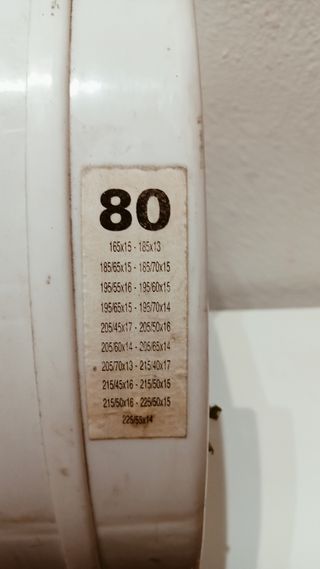 80
165x15 - 185x13
185/65x15 - 185/70x15
195/55x16 - 195/60x15
195/65x15 - 195/70x14
205/45x17 - 205/50x16
205/60x14 - 205/65x14
205/70x13 - 215/40x17
215/45x16 - 215/50x15
215/50x16 - 225/50x15
225/55x14